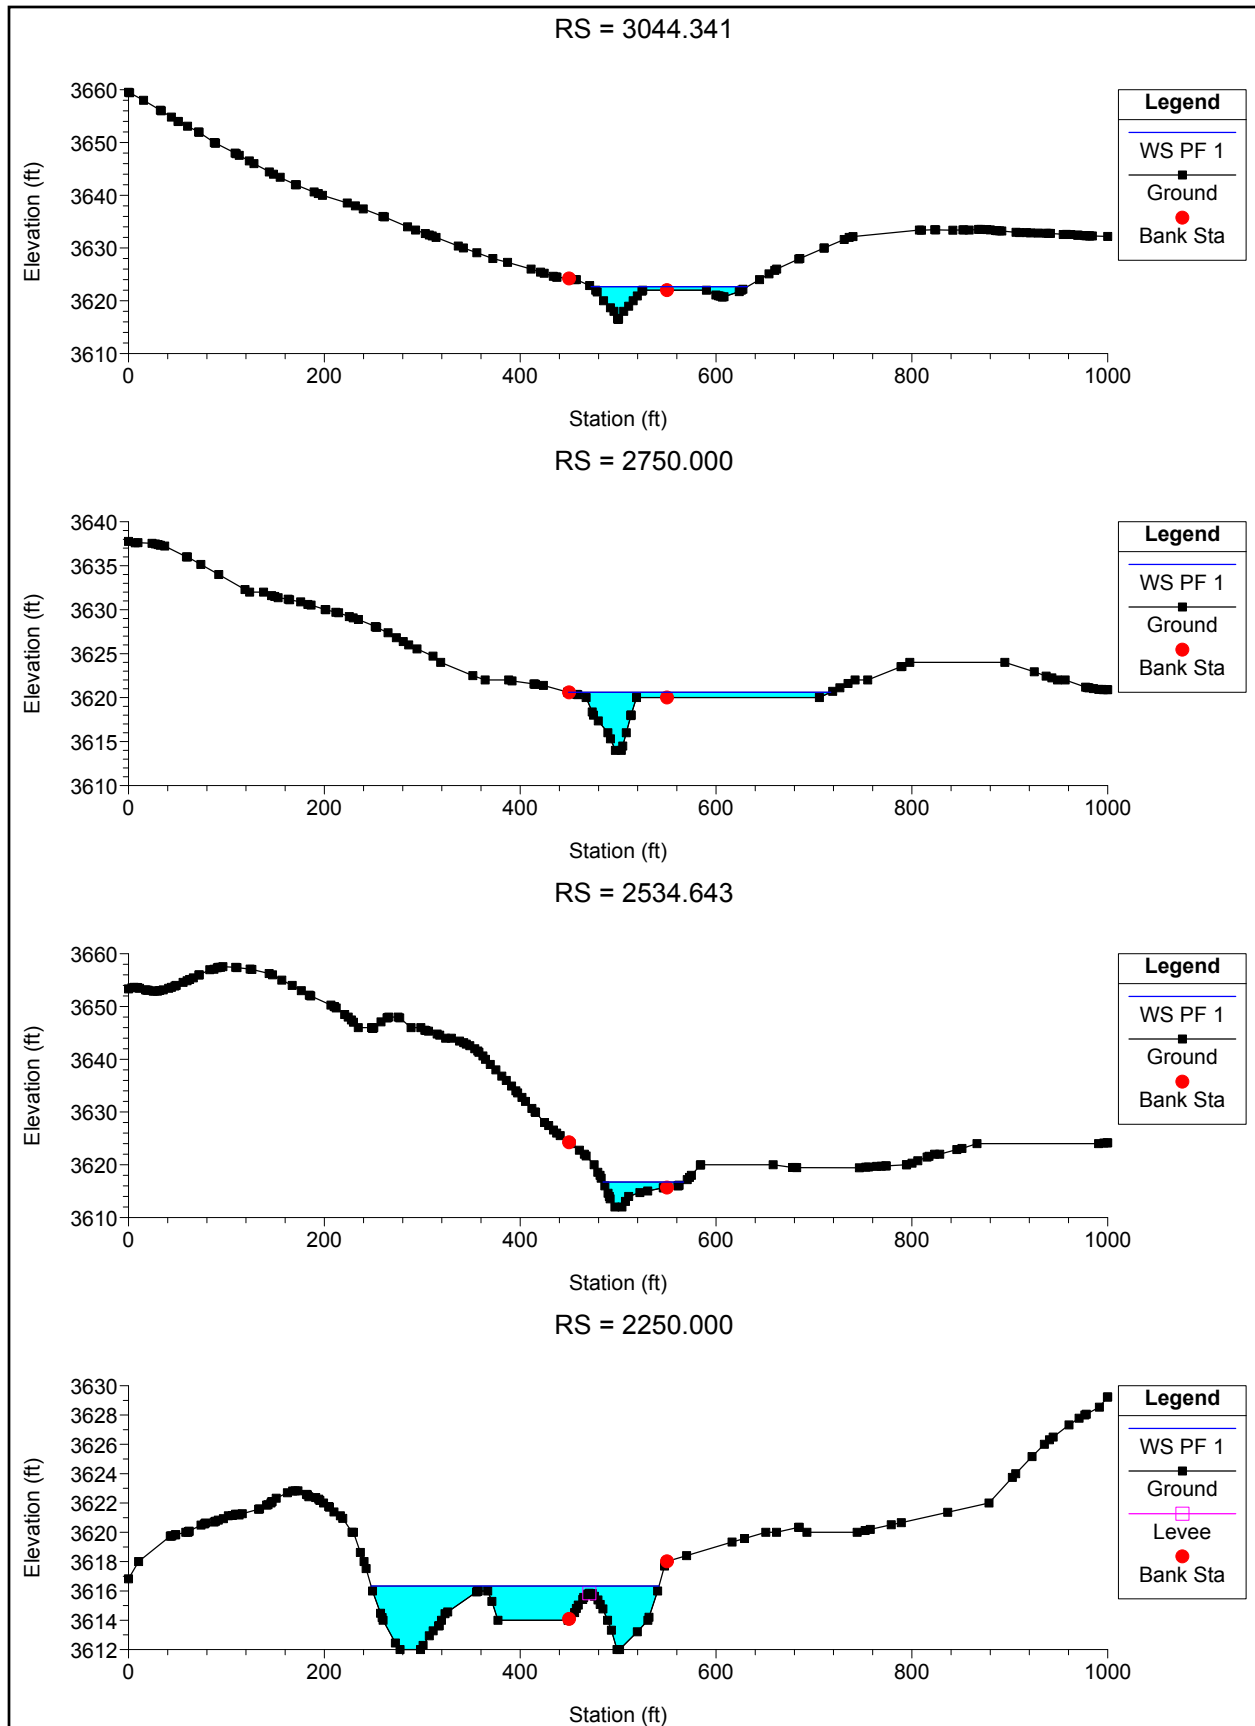 RS = 3044.341
3660
3650
3640
3630
3620
3610
Elevation (ft)
0 200 400 600 800 1000
Station (ft)
Legend
WS PF 1
Ground
Bank Sta
RS = 2750.000
3640
3635
3630
3625
3620
3615
3610
Elevation (ft)
0 200 400 600 800 1000
Station (ft)
Legend
WS PF 1
Ground
Bank Sta
RS = 2534.643
3660
3650
3640
3630
3620
3610
Elevation (ft)
0 200 400 600 800 1000
Station (ft)
Legend
WS PF 1
Ground
Bank Sta
RS = 2250.000
3630
3628
3626
3624
3622
3620
3618
3616
3614
3612
Elevation (ft)
0 200 400 600 800 1000
Station (ft)
Legend
WS PF 1
Ground
Levee
Bank Sta